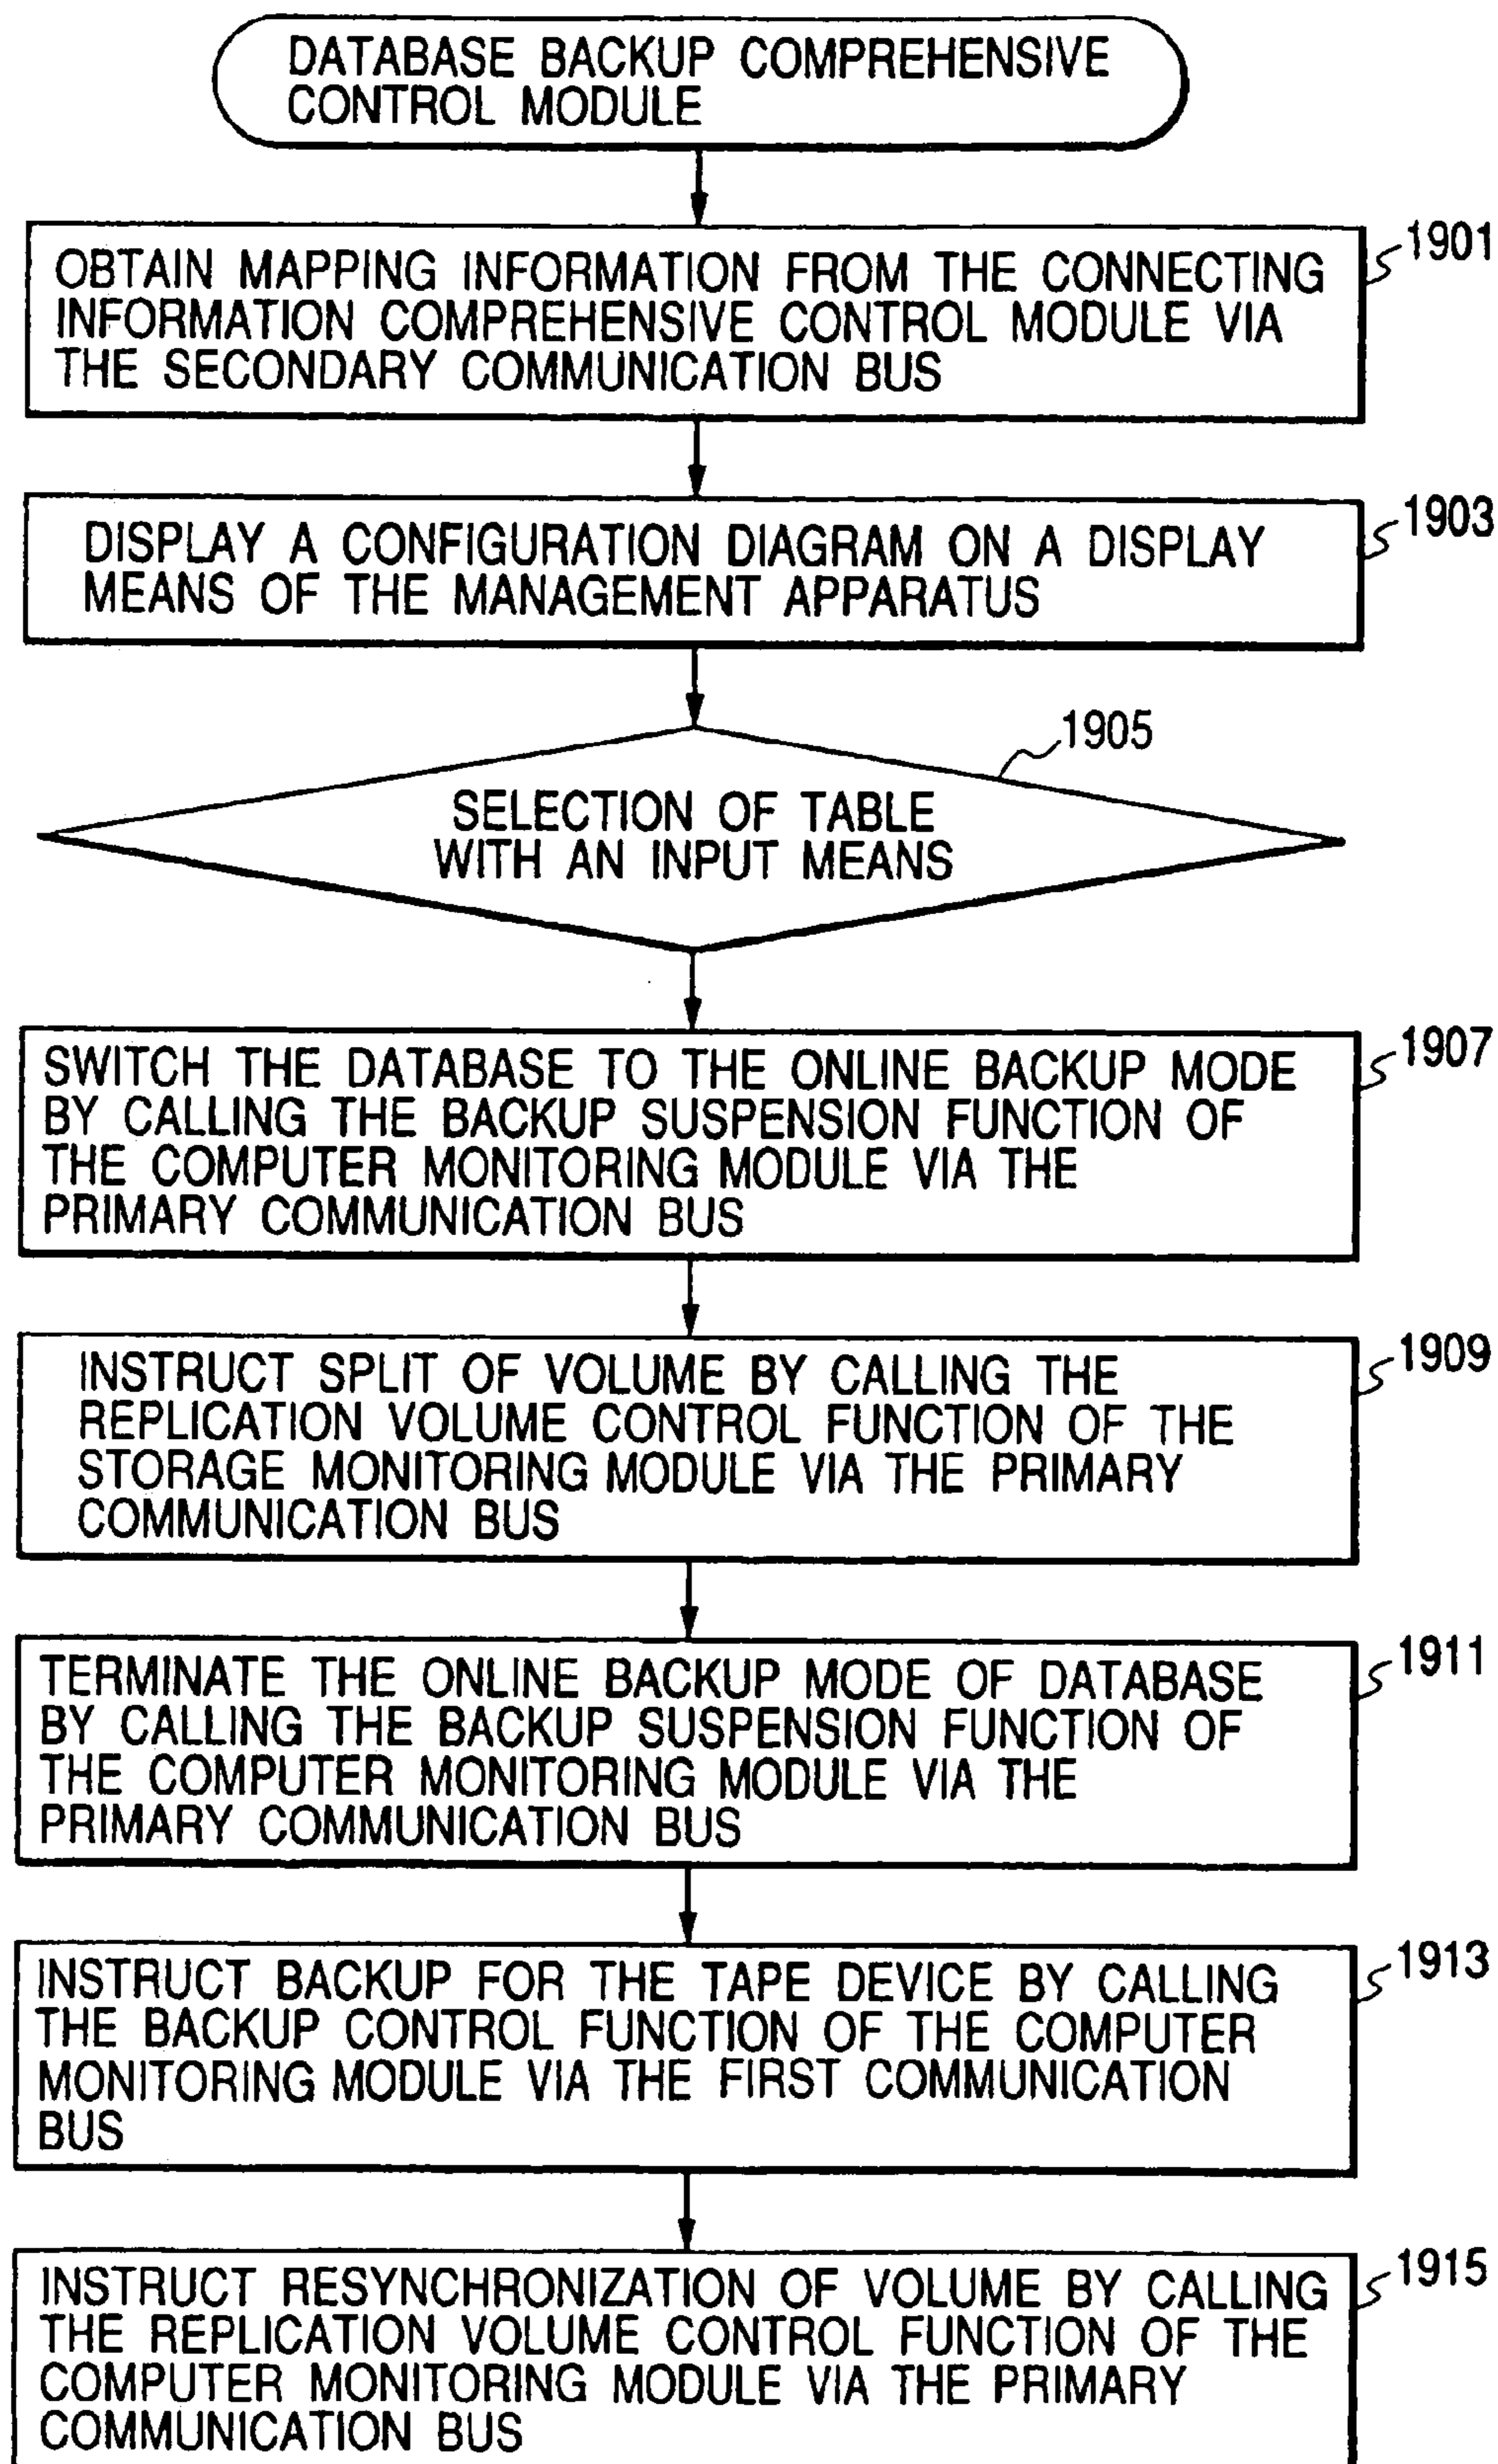 DATABASE BACKUP COMPREHENSIVE
CONTROL MODULE
1901
OBTAIN MAPPING INFORMATION FROM THE CONNECTING
INFORMATION COMPREHENSIVE CONTROL MODULE VIA
THE SECONDARY COMMUNICATION BUS
1903
DISPLAY A CONFIGURATION DIAGRAM ON A DISPLAY
MEANS OF THE MANAGEMENT APPARATUS
1905
SELECTION OF TABLE
WITH AN INPUT MEANS
1907
SWITCH THE DATABASE TO THE ONLINE BACKUP MODE
BY CALLING THE BACKUP SUSPENSION FUNCTION OF
THE COMPUTER MONITORING MODULE VIA THE
PRIMARY COMMUNICATION BUS
1909
INSTRUCT SPLIT OF VOLUME BY CALLING THE
REPLICATION VOLUME CONTROL FUNCTION OF THE
STORAGE MONITORING MODULE VIA THE PRIMARY
COMMUNICATION BUS
1911
TERMINATE THE ONLINE BACKUP MODE OF DATABASE
BY CALLING THE BACKUP SUSPENSION FUNCTION OF
THE COMPUTER MONITORING MODULE VIA THE
PRIMARY COMMUNICATION BUS
1913
INSTRUCT BACKUP FOR THE TAPE DEVICE BY CALLING
THE BACKUP CONTROL FUNCTION OF THE COMPUTER
MONITORING MODULE VIA THE FIRST COMMUNICATION
BUS
1915
INSTRUCT RESYNCHRONIZATION OF VOLUME BY CALLING
THE REPLICATION VOLUME CONTROL FUNCTION OF THE
COMPUTER MONITORING MODULE VIA THE PRIMARY
COMMUNICATION BUS